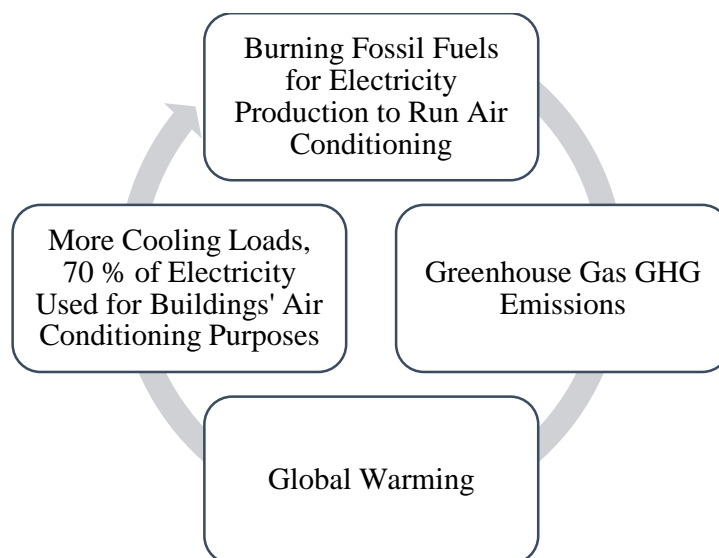 Burning Fossil Fuels
for Electricity
Production to Run Air
Conditioning
Greenhouse Gas GHG
Emissions
Global Warming
More Cooling Loads,
70 % of Electricity
Used for Buildings' Air
Conditioning Purposes